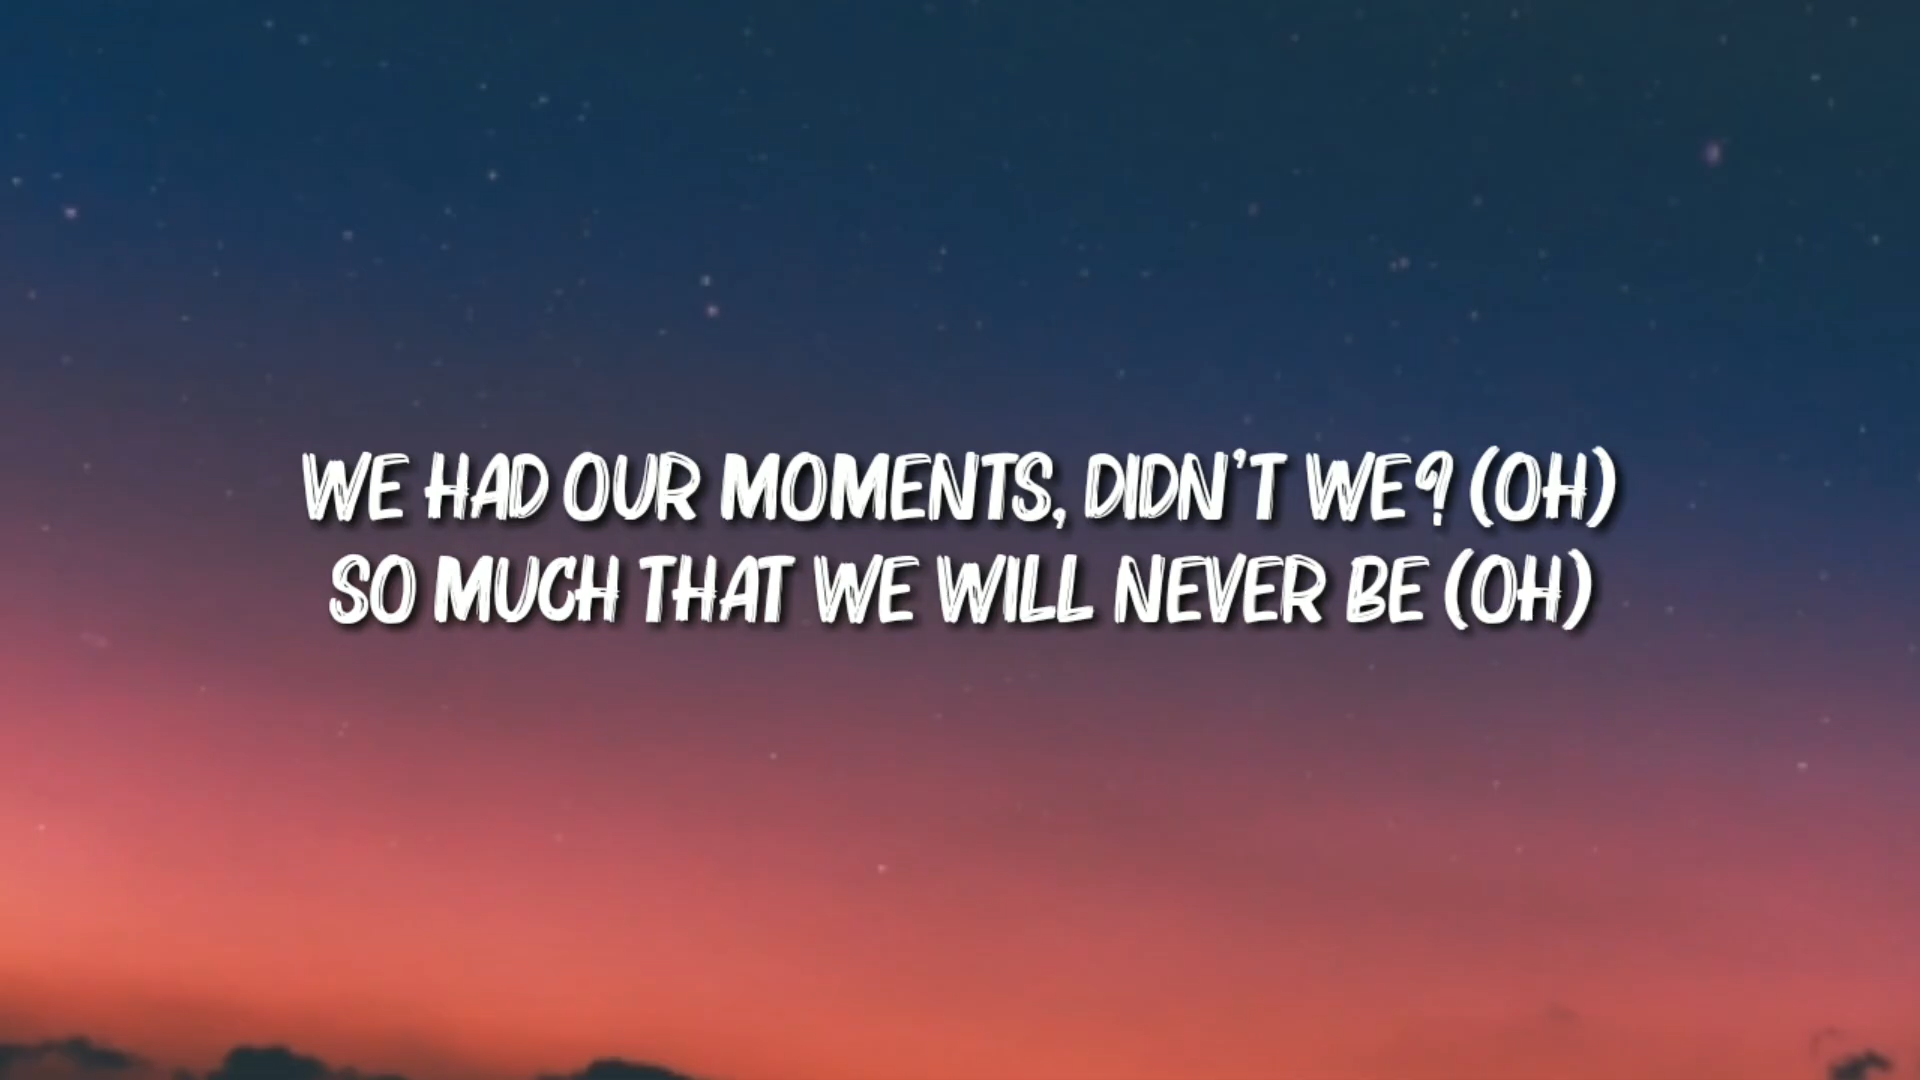 WE HAD OUR MOMENTS, DIDN'T WE? (OH)
SO MUCH THAT WE WILL NEVER BE (OH)